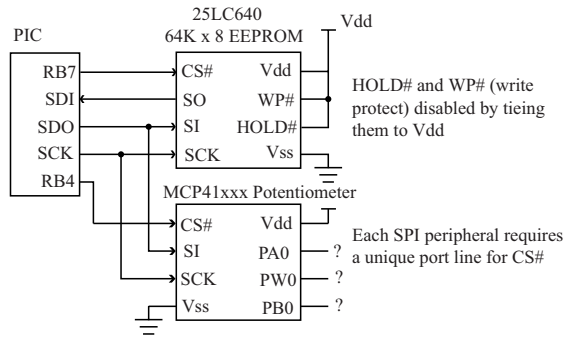 25LC640
64K x 8 EEPROM
Vdd
PIC
RB7
SDI
SDO
SCK
RB4
CS#
SO
SI
SCK
Vdd
WP#
HOLD#
Vss
HOLD# and WP# (write
protect) disabled by tieing
them to Vdd
MCP41xxx Potentiometer
CS#
SI
SCK
Vss
Vdd
PA0
PW0
PB0
?
?
?
Each SPI peripheral requires
a unique port line for CS#